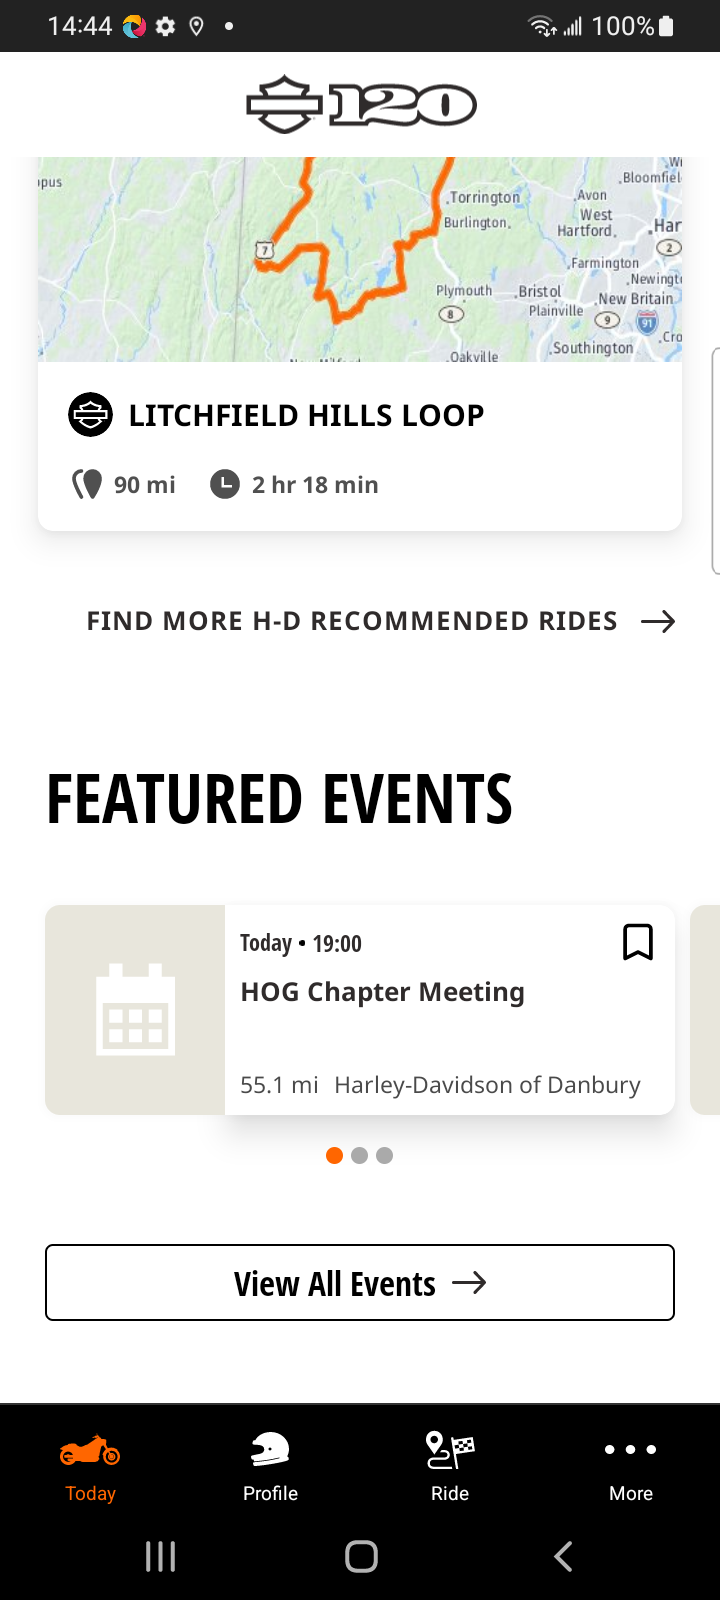 14:44
100%
120
opus
Torrington
Burlington
Avon
West
Hartford
Bloomfiel
Har
2
7
Farmington
Newingt
New Britain
Plymouth
Bristol
Plainville
8
9
91
Cro
Southington
Oakville
New Milford
LITCHFIELD HILLS LOOP
90 mi 2 hr 18 min
FIND MORE H-D RECOMMENDED RIDES
FEATURED EVENTS
Today • 19:00
HOG Chapter Meeting
55.1 mi Harley-Davidson of Danbury
View All Events
Today Profile Ride More